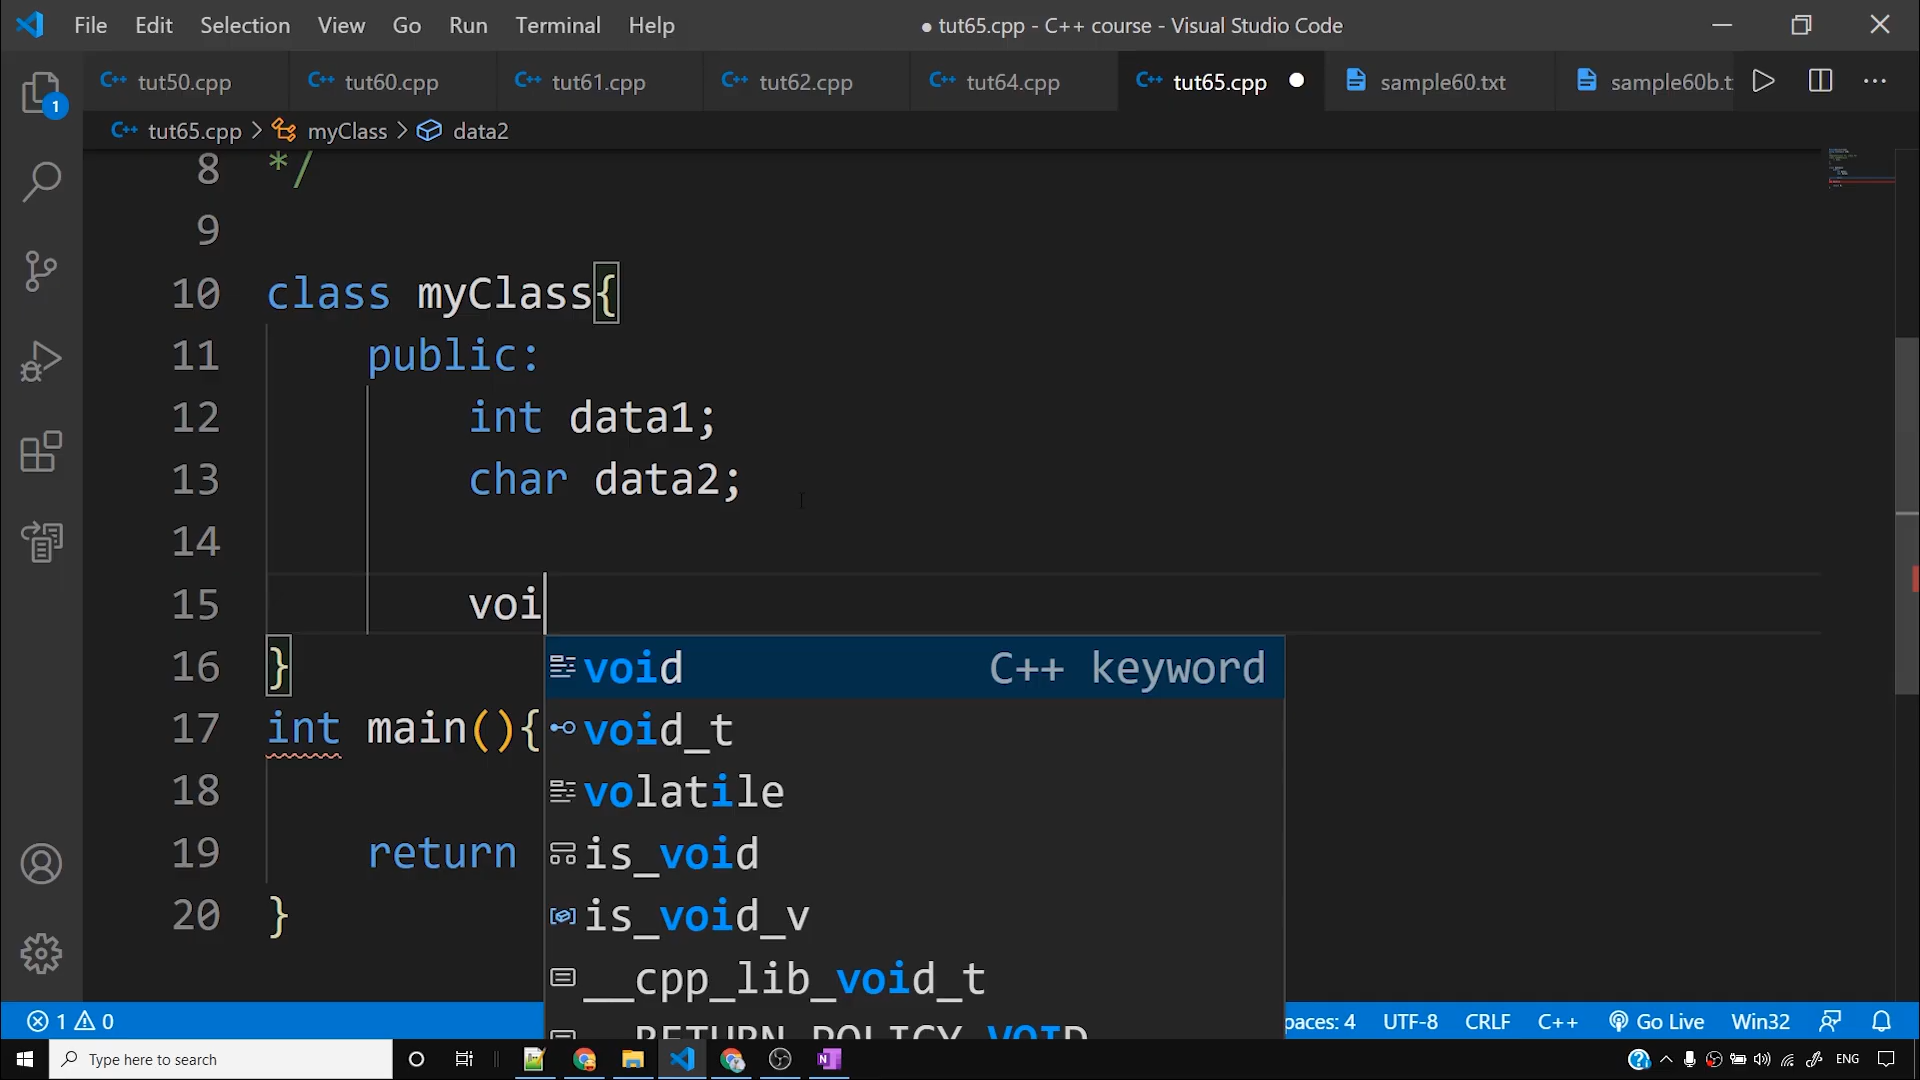 File Edit Selection View Go Run Terminal Help ● tut65.cpp - C++ course - Visual Studio Code
C++ tut50.cpp C++ tut60.cpp C++ tut61.cpp C++ tut62.cpp C++ tut64.cpp C++ tut65.cpp sample60.txt sample60b.t
1
C++ tut65.cpp > myClass > data2
8 */
9
10 class myClass{
11 public:
12 int data1;
13 char data2;
14
15 voi
16 }
void C++ keyword
17 int main(){
void_t
18
volatile
19 return
is_void
20 }
is_void_v
__cpp_lib_void_t
__RETURN_POLICY_VOID
1 0 paces: 4 UTF-8 CRLF C++ Go Live Win32
Type here to search ENG